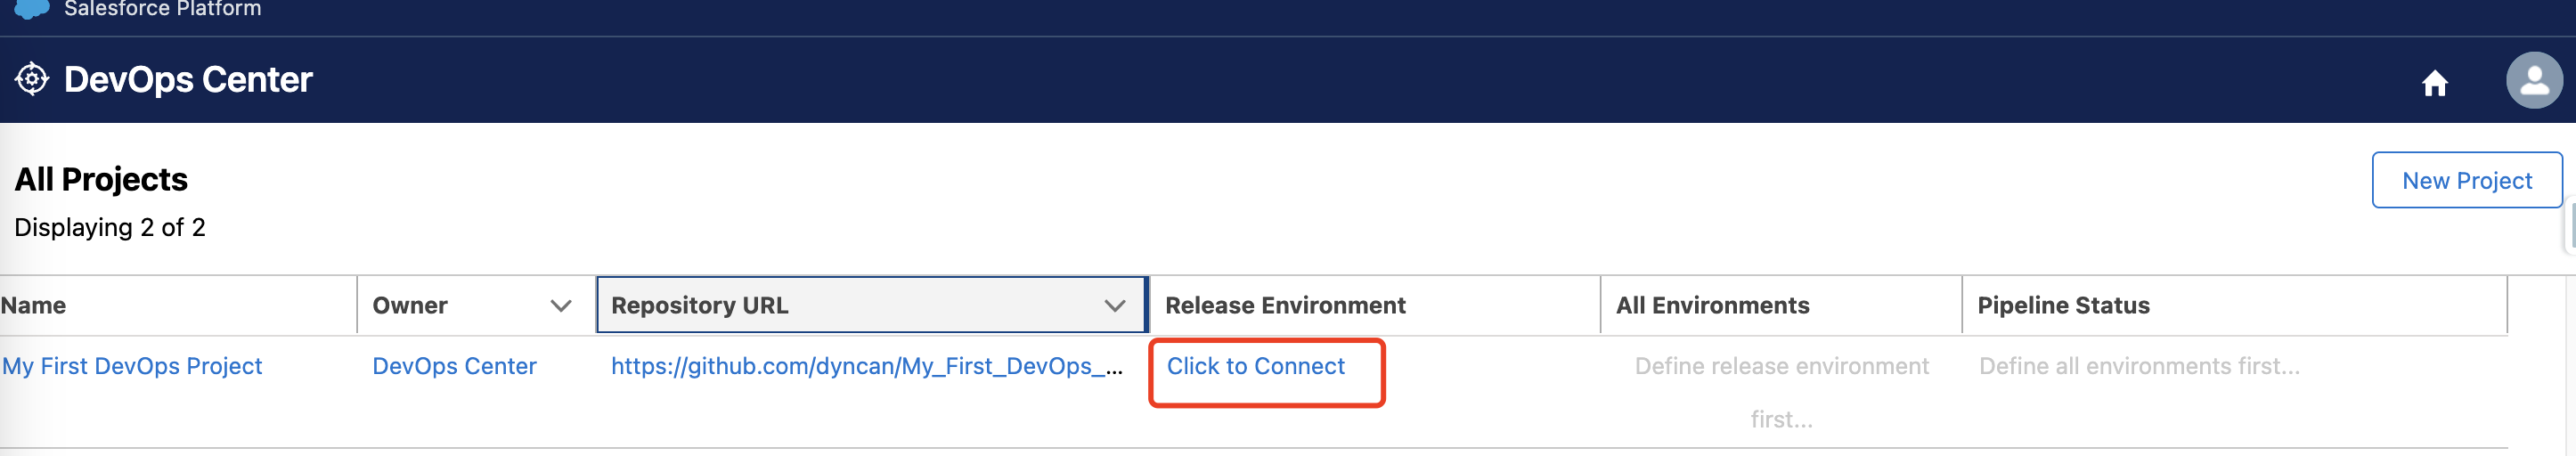 Salesforce Platform
DevOps Center
All Projects
New Project
Displaying 2 of 2
Name Owner Repository URL Release Environment All Environments Pipeline Status
My First DevOps Project DevOps Center https://github.com/dyncan/My_First_DevOps_... Click to Connect Define release environment Define all environments first...
first...